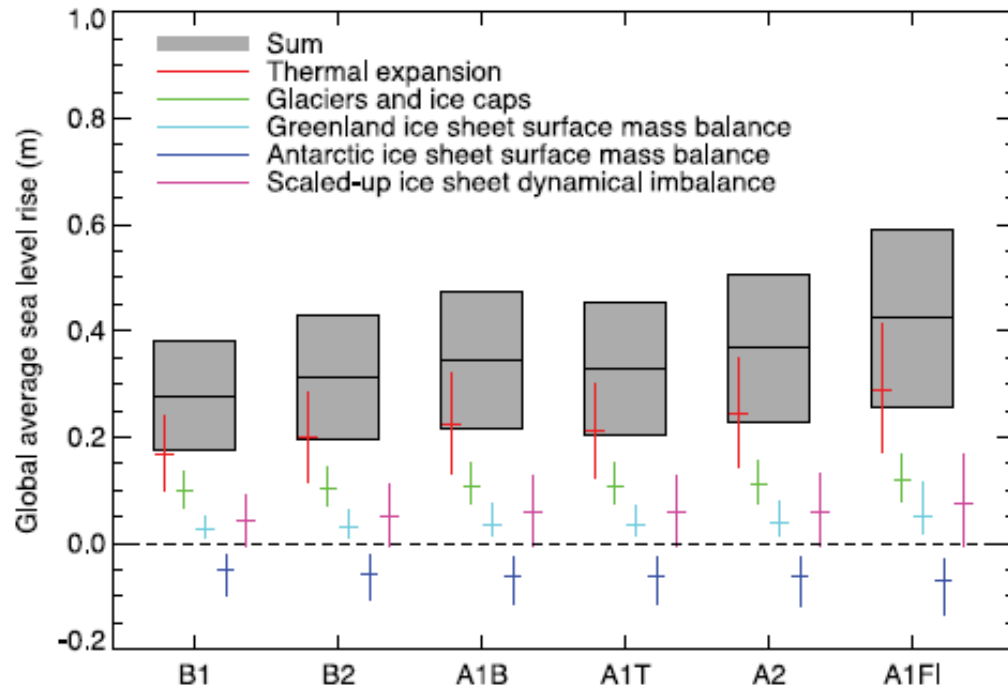 1.0
0.8
0.6
0.4
0.2
0.0
-0.2
Global average sea level rise (m)
Sum
Thermal expansion
Glaciers and ice caps
Greenland ice sheet surface mass balance
Antarctic ice sheet surface mass balance
Scaled-up ice sheet dynamical imbalance
B1 B2 A1B A1T A2 A1FI